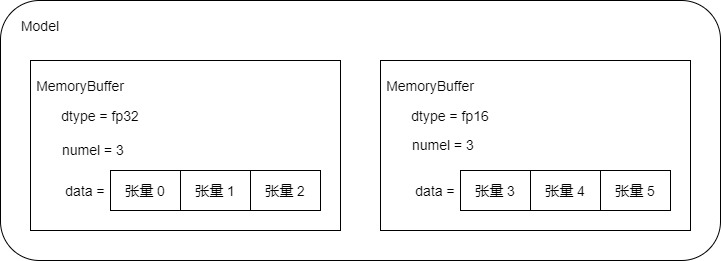 Model
MemoryBuffer
dtype = fp32
numel = 3
data = 张量 0 张量 1 张量 2
MemoryBuffer
dtype = fp16
numel = 3
data = 张量 3 张量 4 张量 5